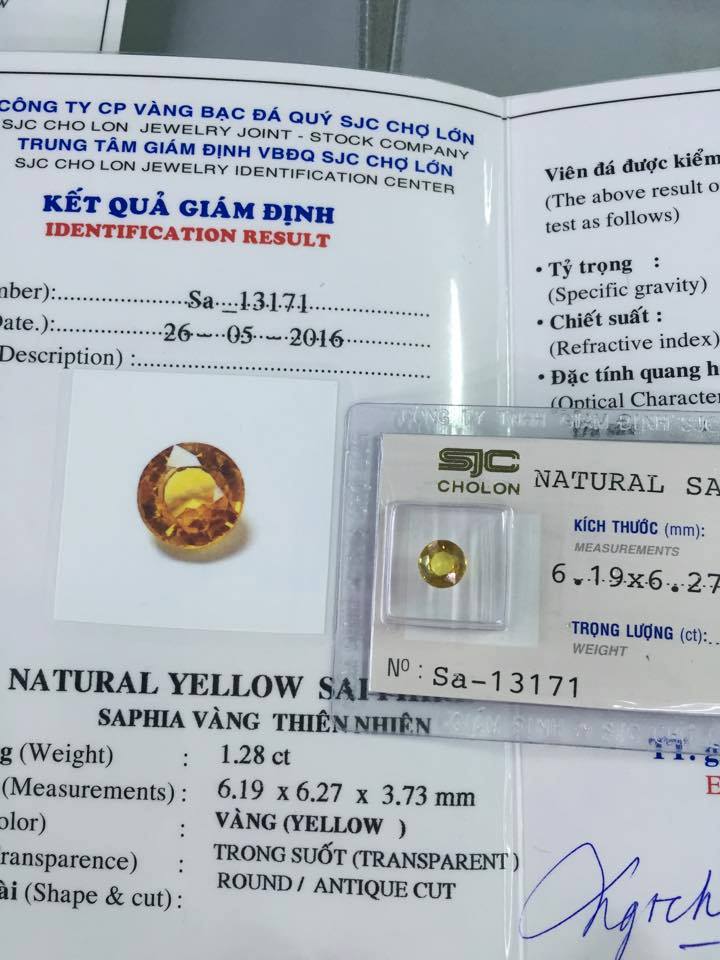 CÔNG TY CP VÀNG BẠC ĐÁ QUÝ SJC CHỢ LỚN
SJC CHO LON JEWELRY JOINT - STOCK COMPANY
TRUNG TÂM GIÁM ĐỊNH VBĐQ SJC CHỢ LỚN
SJC CHO LON JEWELRY IDENTIFICATION CENTER
KẾT QUẢ GIÁM ĐỊNH
IDENTIFICATION RESULT
mber):......Sa_13171......
Date.):......26-05-2016......
Description) :......
NATURAL YELLOW
SAPHIA VÀNG THIÊN NHIÊN
g (Weight) : 1.28 ct
(Measurements) : 6.19 x 6.27 x 3.73 mm
olor) : VÀNG (YELLOW )
ransparence) : TRONG SUỐT (TRANSPARENT)
ài (Shape & cut) : ROUND / ANTIQUE CUT
Viên đá được kiểm
(The above result o
test as follows)
• Tỷ trọng :
(Specific gravity)
• Chiết suất :
(Refractive index)
• Đặc tính quang h
(Optical Character
SJC
CHOLON
NATURAL SA
KÍCH THƯỚC (mm):
MEASUREMENTS
6.19x6.27
TRỌNG LƯỢNG (ct):
WEIGHT
Nº : Sa-13171